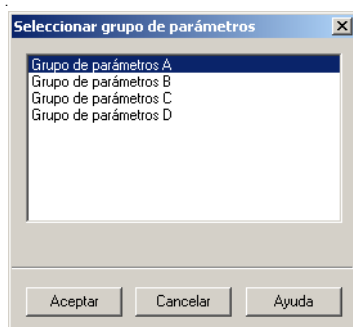 .
Seleccionar grupo de parámetros
Grupo de parámetros A
Grupo de parámetros B
Grupo de parámetros C
Grupo de parámetros D
Aceptar
Cancelar
Ayuda